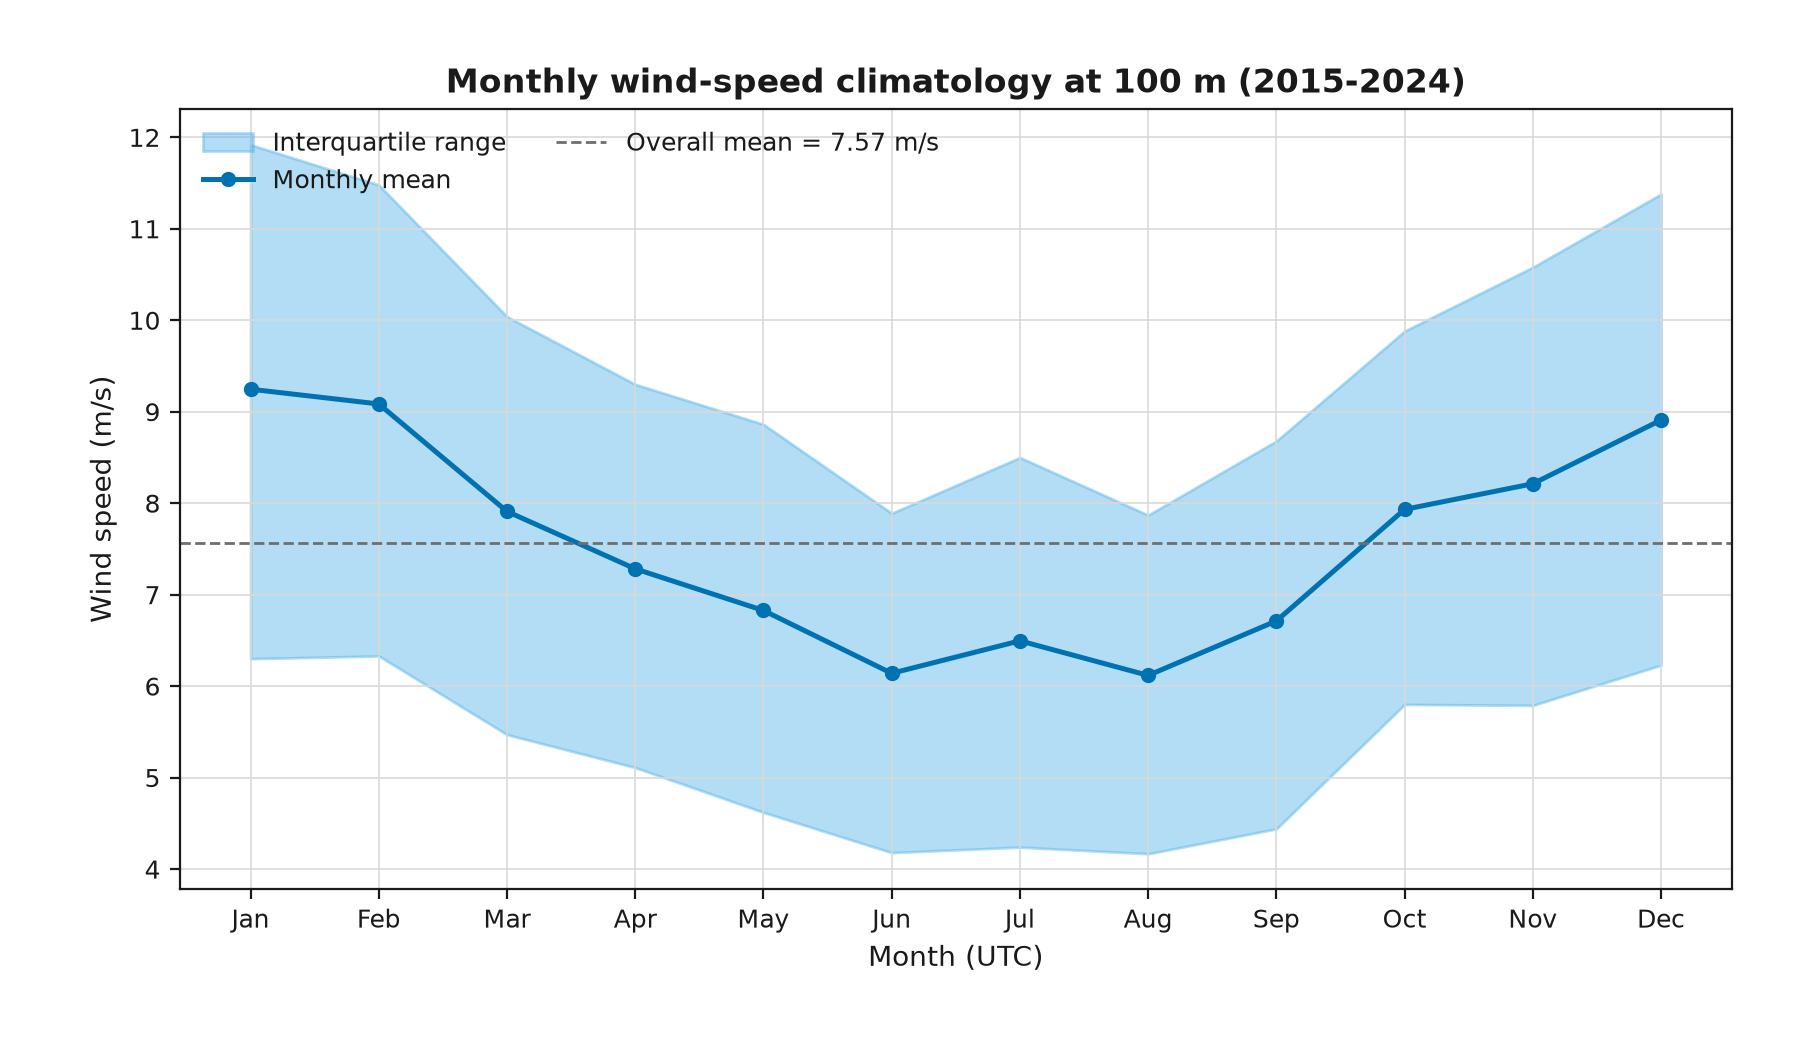 Monthly wind-speed climatology at 100 m (2015-2024)
Interquartile range
Monthly mean
Overall mean = 7.57 m/s
12
11
10
9
8
7
6
5
4
Wind speed (m/s)
Jan Feb Mar Apr May Jun Jul Aug Sep Oct Nov Dec
Month (UTC)